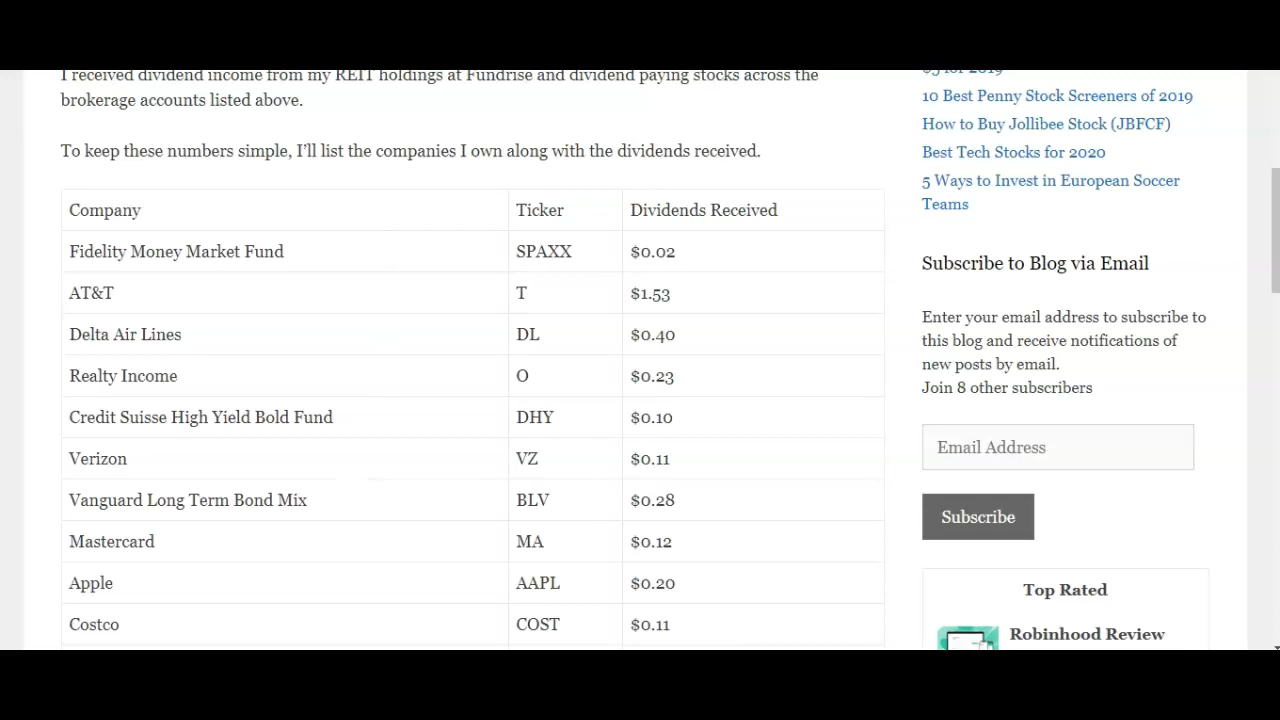 I received dividend income from my REIT holdings at Fundrise and dividend paying stocks across the
brokerage accounts listed above.
To keep these numbers simple, I'll list the companies I own along with the dividends received.
Company Ticker Dividends Received
Fidelity Money Market Fund SPAXX $0.02
AT&T T $1.53
Delta Air Lines DL $0.40
Realty Income O $0.23
Credit Suisse High Yield Bold Fund DHY $0.10
Verizon VZ $0.11
Vanguard Long Term Bond Mix BLV $0.28
Mastercard MA $0.12
Apple AAPL $0.20
Costco COST $0.11
$5 for 2019
10 Best Penny Stock Screeners of 2019
How to Buy Jollibee Stock (JBFCF)
Best Tech Stocks for 2020
5 Ways to Invest in European Soccer
Teams
Subscribe to Blog via Email
Enter your email address to subscribe to
this blog and receive notifications of
new posts by email.
Join 8 other subscribers
Email Address
Subscribe
Top Rated
Robinhood Review